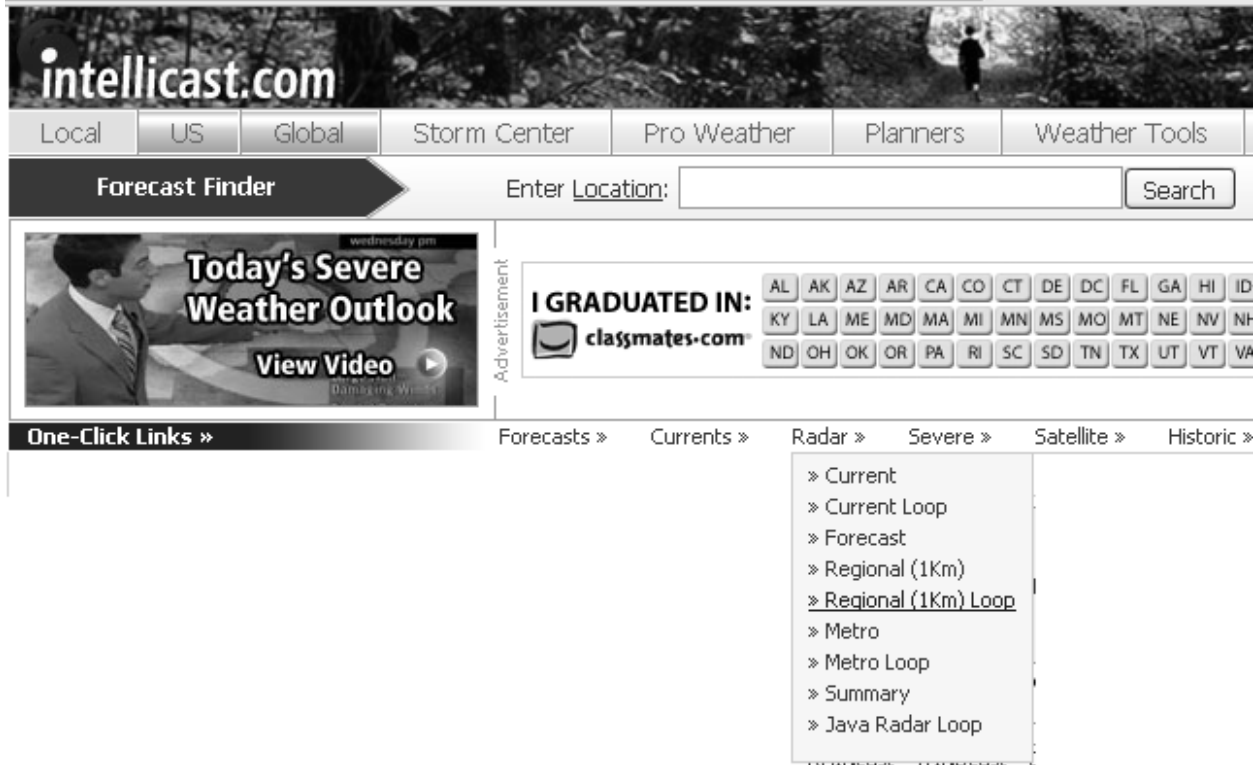 intellicast.com
Local US Global Storm Center Pro Weather Planners Weather Tools
Forecast Finder Enter Location: Search
wednesday pm
Today's Severe
Weather Outlook
View Video
Damaging Winds
Advertisement
I GRADUATED IN:
classmates.com
AL AK AZ AR CA CO CT DE DC FL GA HI ID
KY LA ME MD MA MI MN MS MO MT NE NV NH
ND OH OK OR PA RI SC SD TN TX UT VT VA
One-Click Links » Forecasts » Currents » Radar » Severe » Satellite » Historic »
» Current
» Current Loop
» Forecast
» Regional (1Km)
» Regional (1Km) Loop
» Metro
» Metro Loop
» Summary
» Java Radar Loop